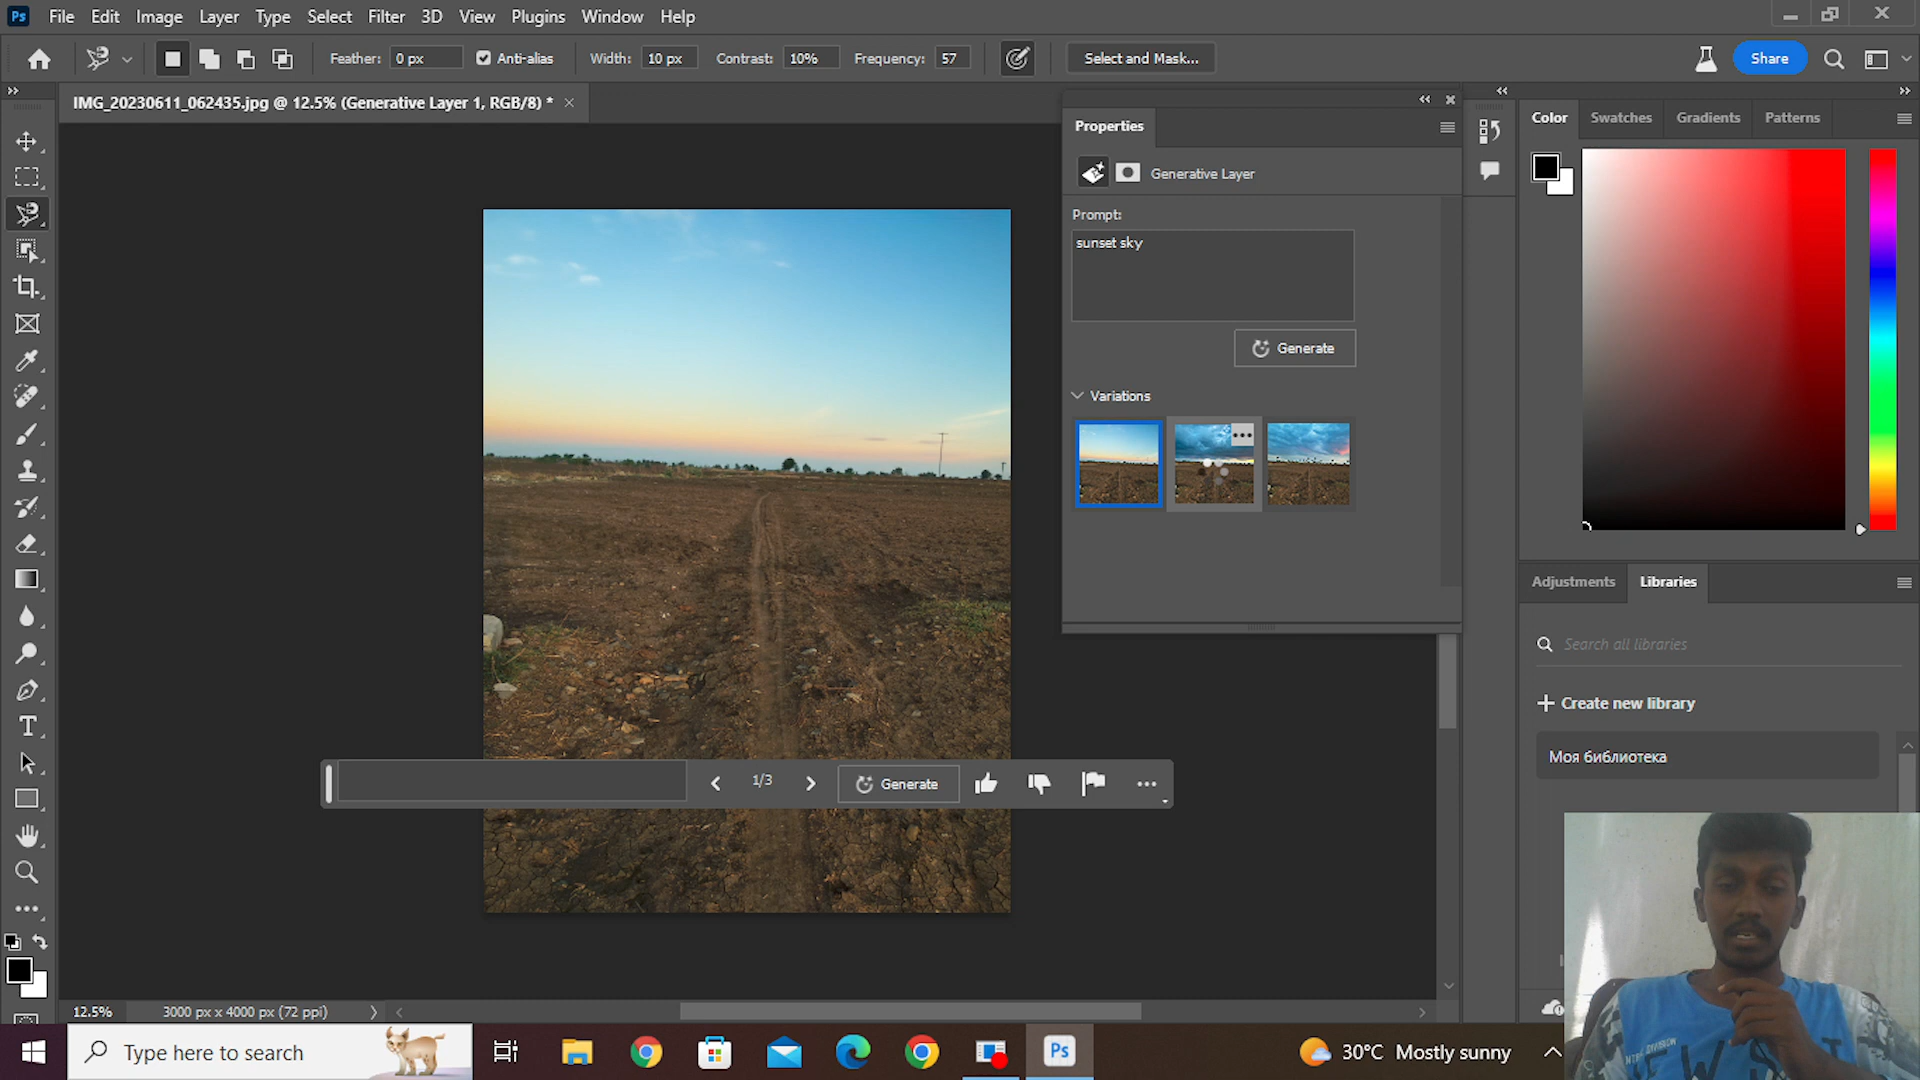 Ps File Edit Image Layer Type Select Filter 3D View Plugins Window Help
Feather: 0 px Anti-alias Width: 10 px Contrast: 10% Frequency: 57 Select and Mask... Share
IMG_20230611_062435.jpg @ 12.5% (Generative Layer 1, RGB/8) *
Properties
Generative Layer
Prompt:
sunset sky
Generate
Variations
Color Swatches Gradients Patterns
Adjustments Libraries
Search all libraries
Create new library
Моя библиотека
1/3 Generate
12.5% 3000 px x 4000 px (72 ppi)
Type here to search
Ps
30°C Mostly sunny